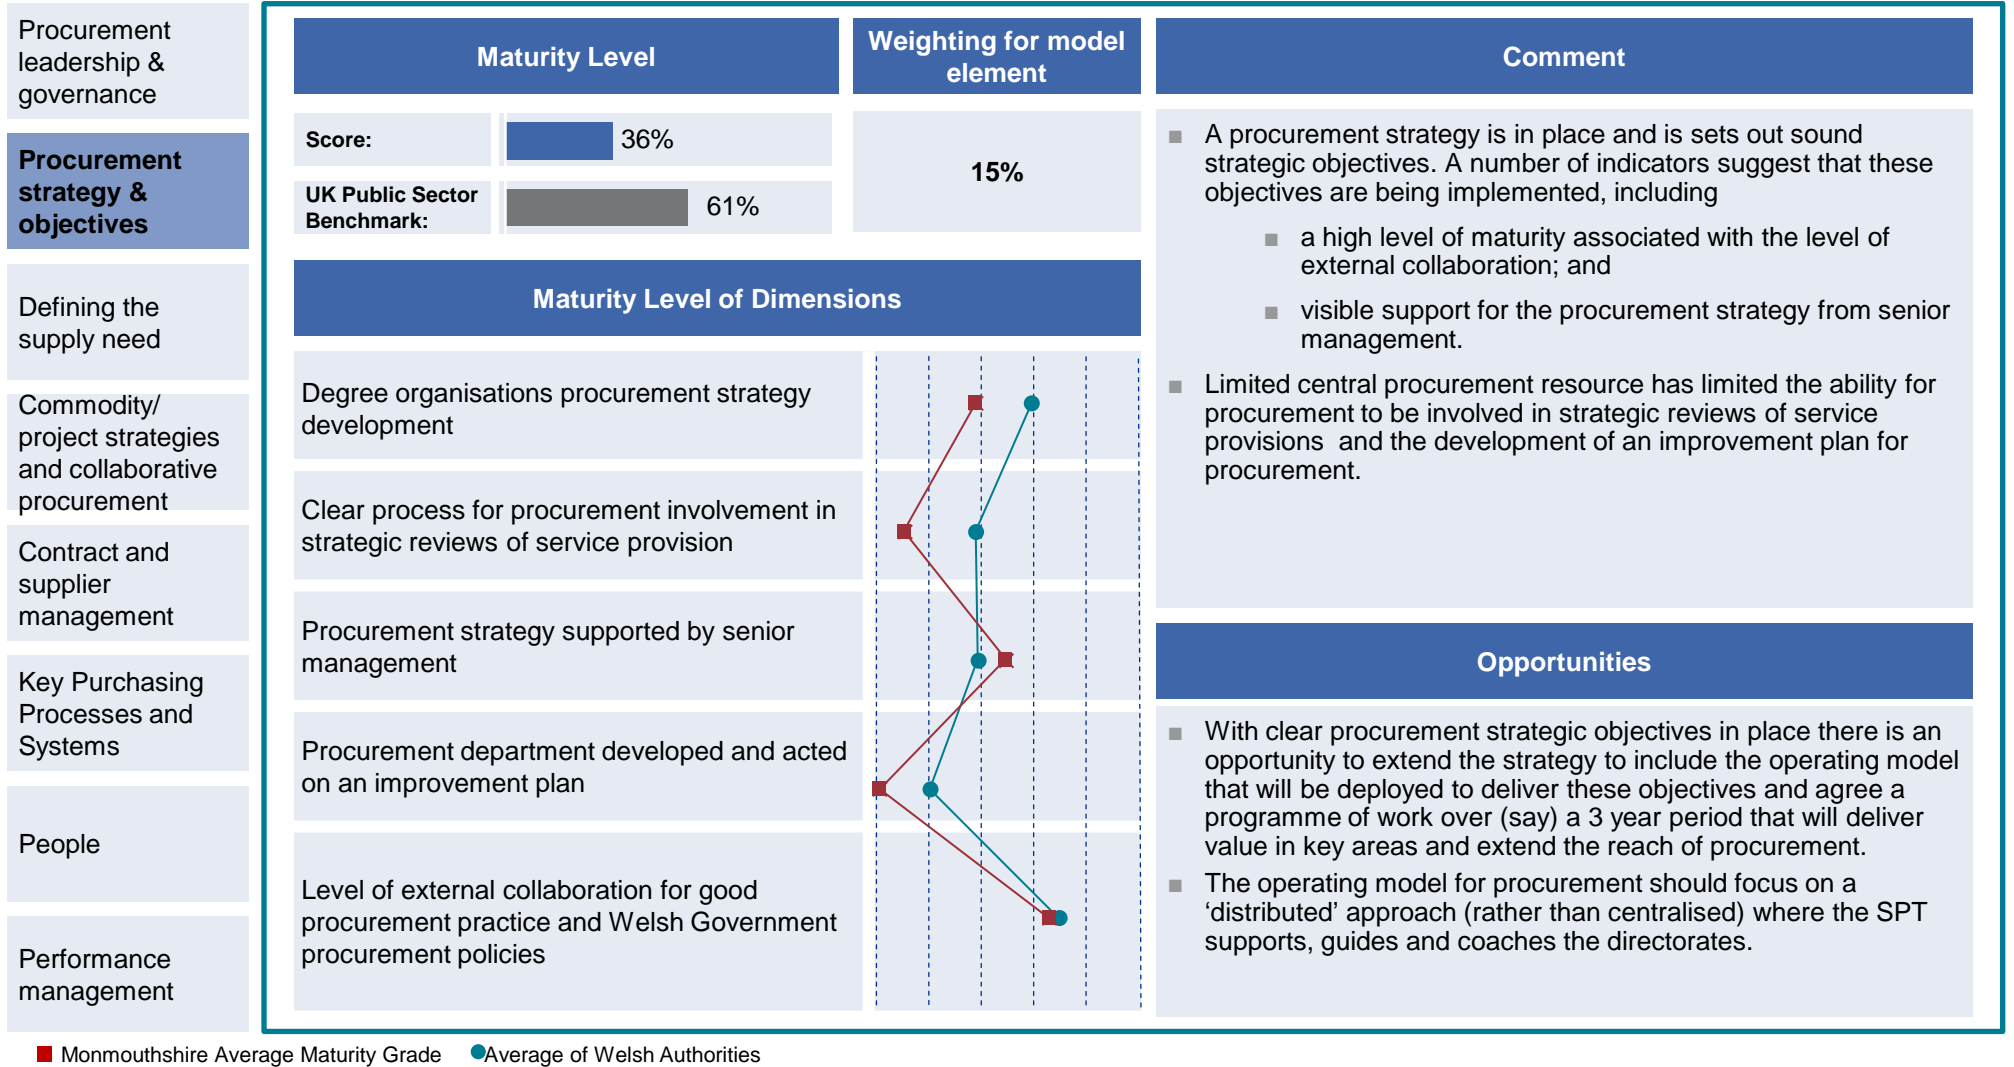 Procurement
leadership &
governance
Procurement
strategy &
objectives
Defining the
supply need
Commodity/
project strategies
and collaborative
procurement
Contract and
supplier
management
Key Purchasing
Processes and
Systems
People
Performance
management
Maturity Level
Score:
36%
UK Public Sector
Benchmark:
61%
Weighting for model
element
15%
Maturity Level of Dimensions
Degree organisations procurement strategy
development
Clear process for procurement involvement in
strategic reviews of service provision
Procurement strategy supported by senior
management
Procurement department developed and acted
on an improvement plan
Level of external collaboration for good
procurement practice and Welsh Government
procurement policies
Comment
A procurement strategy is in place and is sets out sound
strategic objectives. A number of indicators suggest that these
objectives are being implemented, including
a high level of maturity associated with the level of
external collaboration; and
visible support for the procurement strategy from senior
management.
Limited central procurement resource has limited the ability for
procurement to be involved in strategic reviews of service
provisions and the development of an improvement plan for
procurement.
Opportunities
With clear procurement strategic objectives in place there is an
opportunity to extend the strategy to include the operating model
that will be deployed to deliver these objectives and agree a
programme of work over (say) a 3 year period that will deliver
value in key areas and extend the reach of procurement.
The operating model for procurement should focus on a
‘distributed’ approach (rather than centralised) where the SPT
supports, guides and coaches the directorates.
Monmouthshire Average Maturity Grade
Average of Welsh Authorities